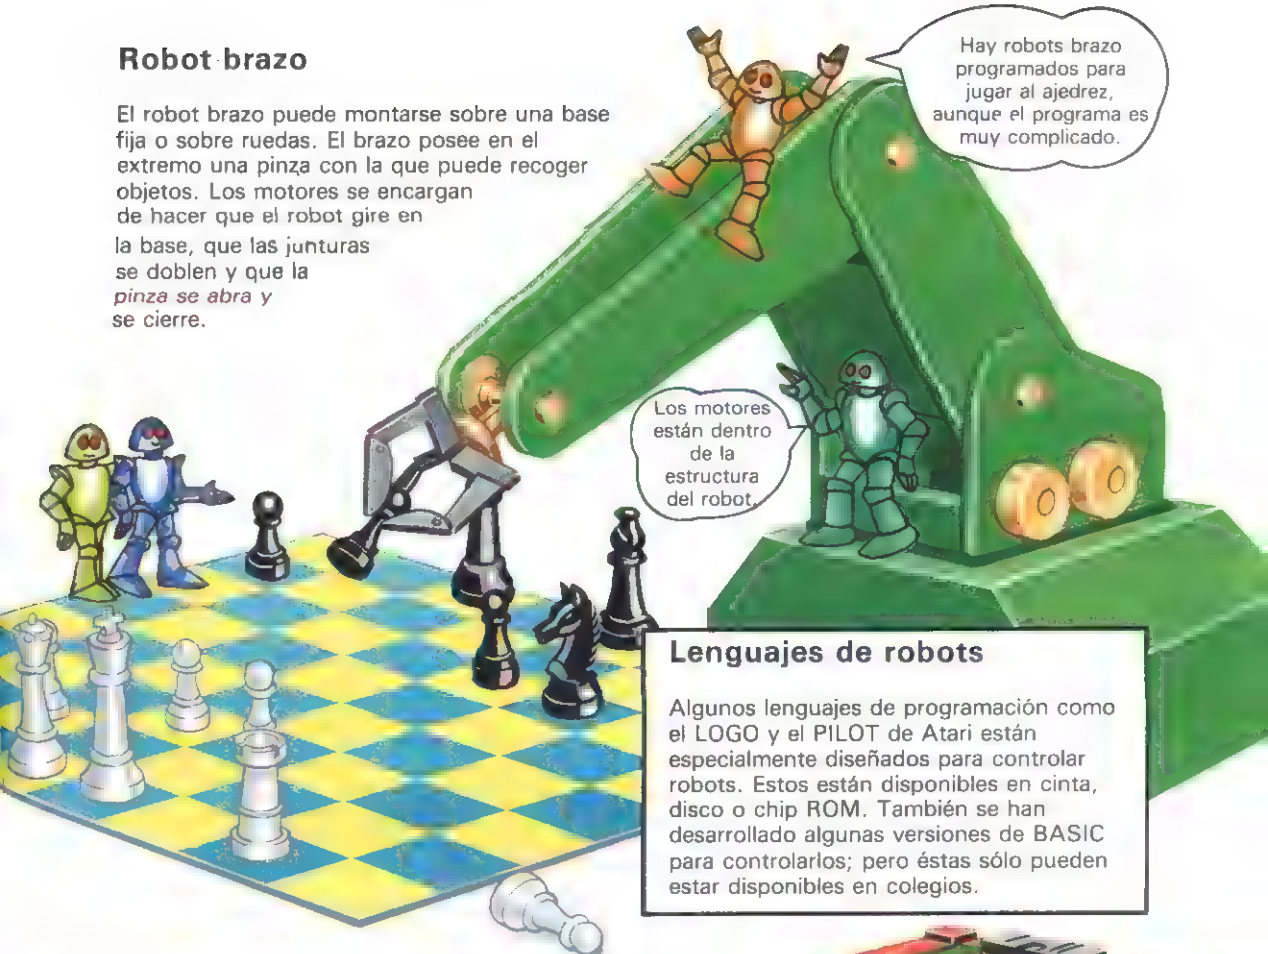 Robot brazo
El robot brazo puede montarse sobre una base
fija o sobre ruedas. El brazo posee en el
extremo una pinza con la que puede recoger
objetos. Los motores se encargan
de hacer que el robot gire en
la base, que las junturas
se doblen y que la
pinza se abra y
se cierre.
Hay robots brazo
programados para
jugar al ajedrez,
aunque el programa es
muy complicado.
Los motores
están dentro
de la
estructura
del robot.
Lenguajes de robots
Algunos lenguajes de programación como
el LOGO y el PILOT de Atari están
especialmente diseñados para controlar
robots. Estos están disponibles en cinta,
disco o chip ROM. También se han
desarrollado algunas versiones de BASIC
para controlarlos; pero éstas sólo pueden
estar disponibles en colegios.